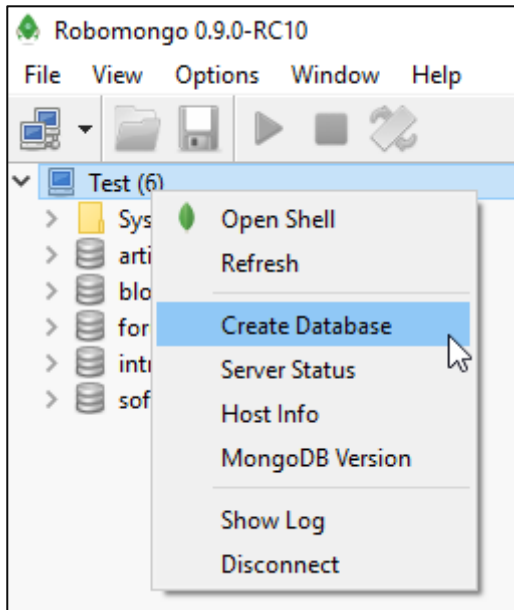 Robomongo 0.9.0-RC10
File View Options Window Help
Test (6)
Sys
Open Shell
arti
Refresh
blo
for
Create Database
intr
Server Status
sof
Host Info
MongoDB Version
Show Log
Disconnect